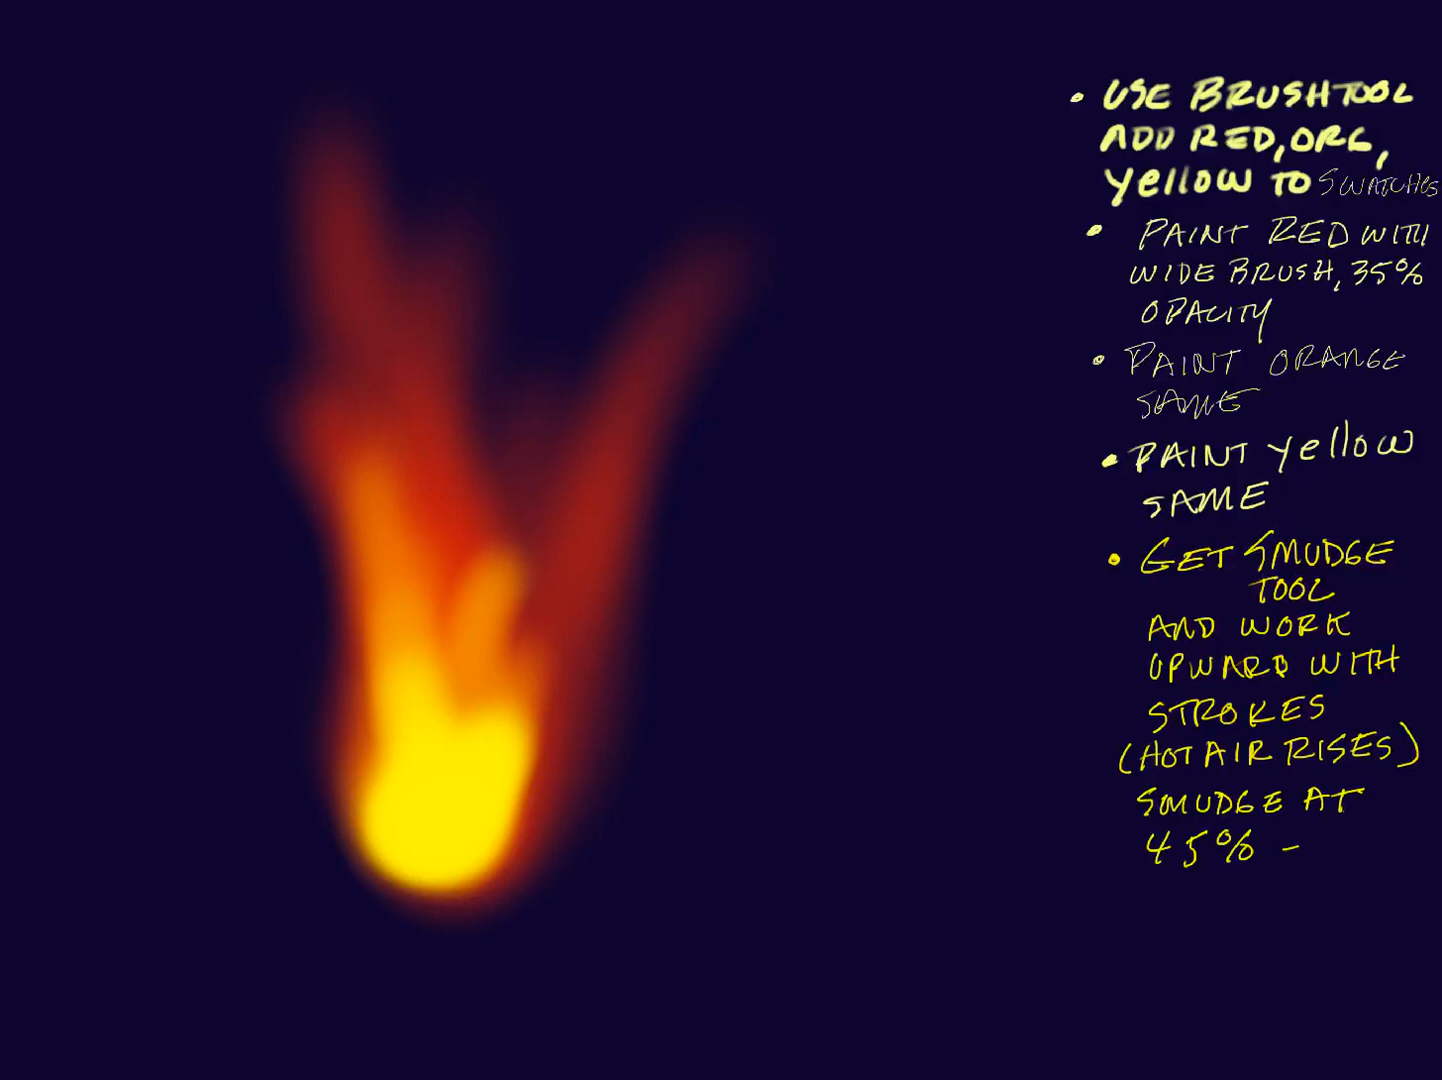 • USE BRUSHTOOL
ADD RED, ORG,
Yellow TO SWATCHES
• PAINT RED WITH
WIDE BRUSH, 35%
OPACITY
• PAINT ORANGE
SAME
• PAINT Yellow
SAME
• GET SMUDGE
TOOL
AND WORK
UPWARD WITH
STROKES
(HOT AIR RISES)
SMUDGE AT
45% -